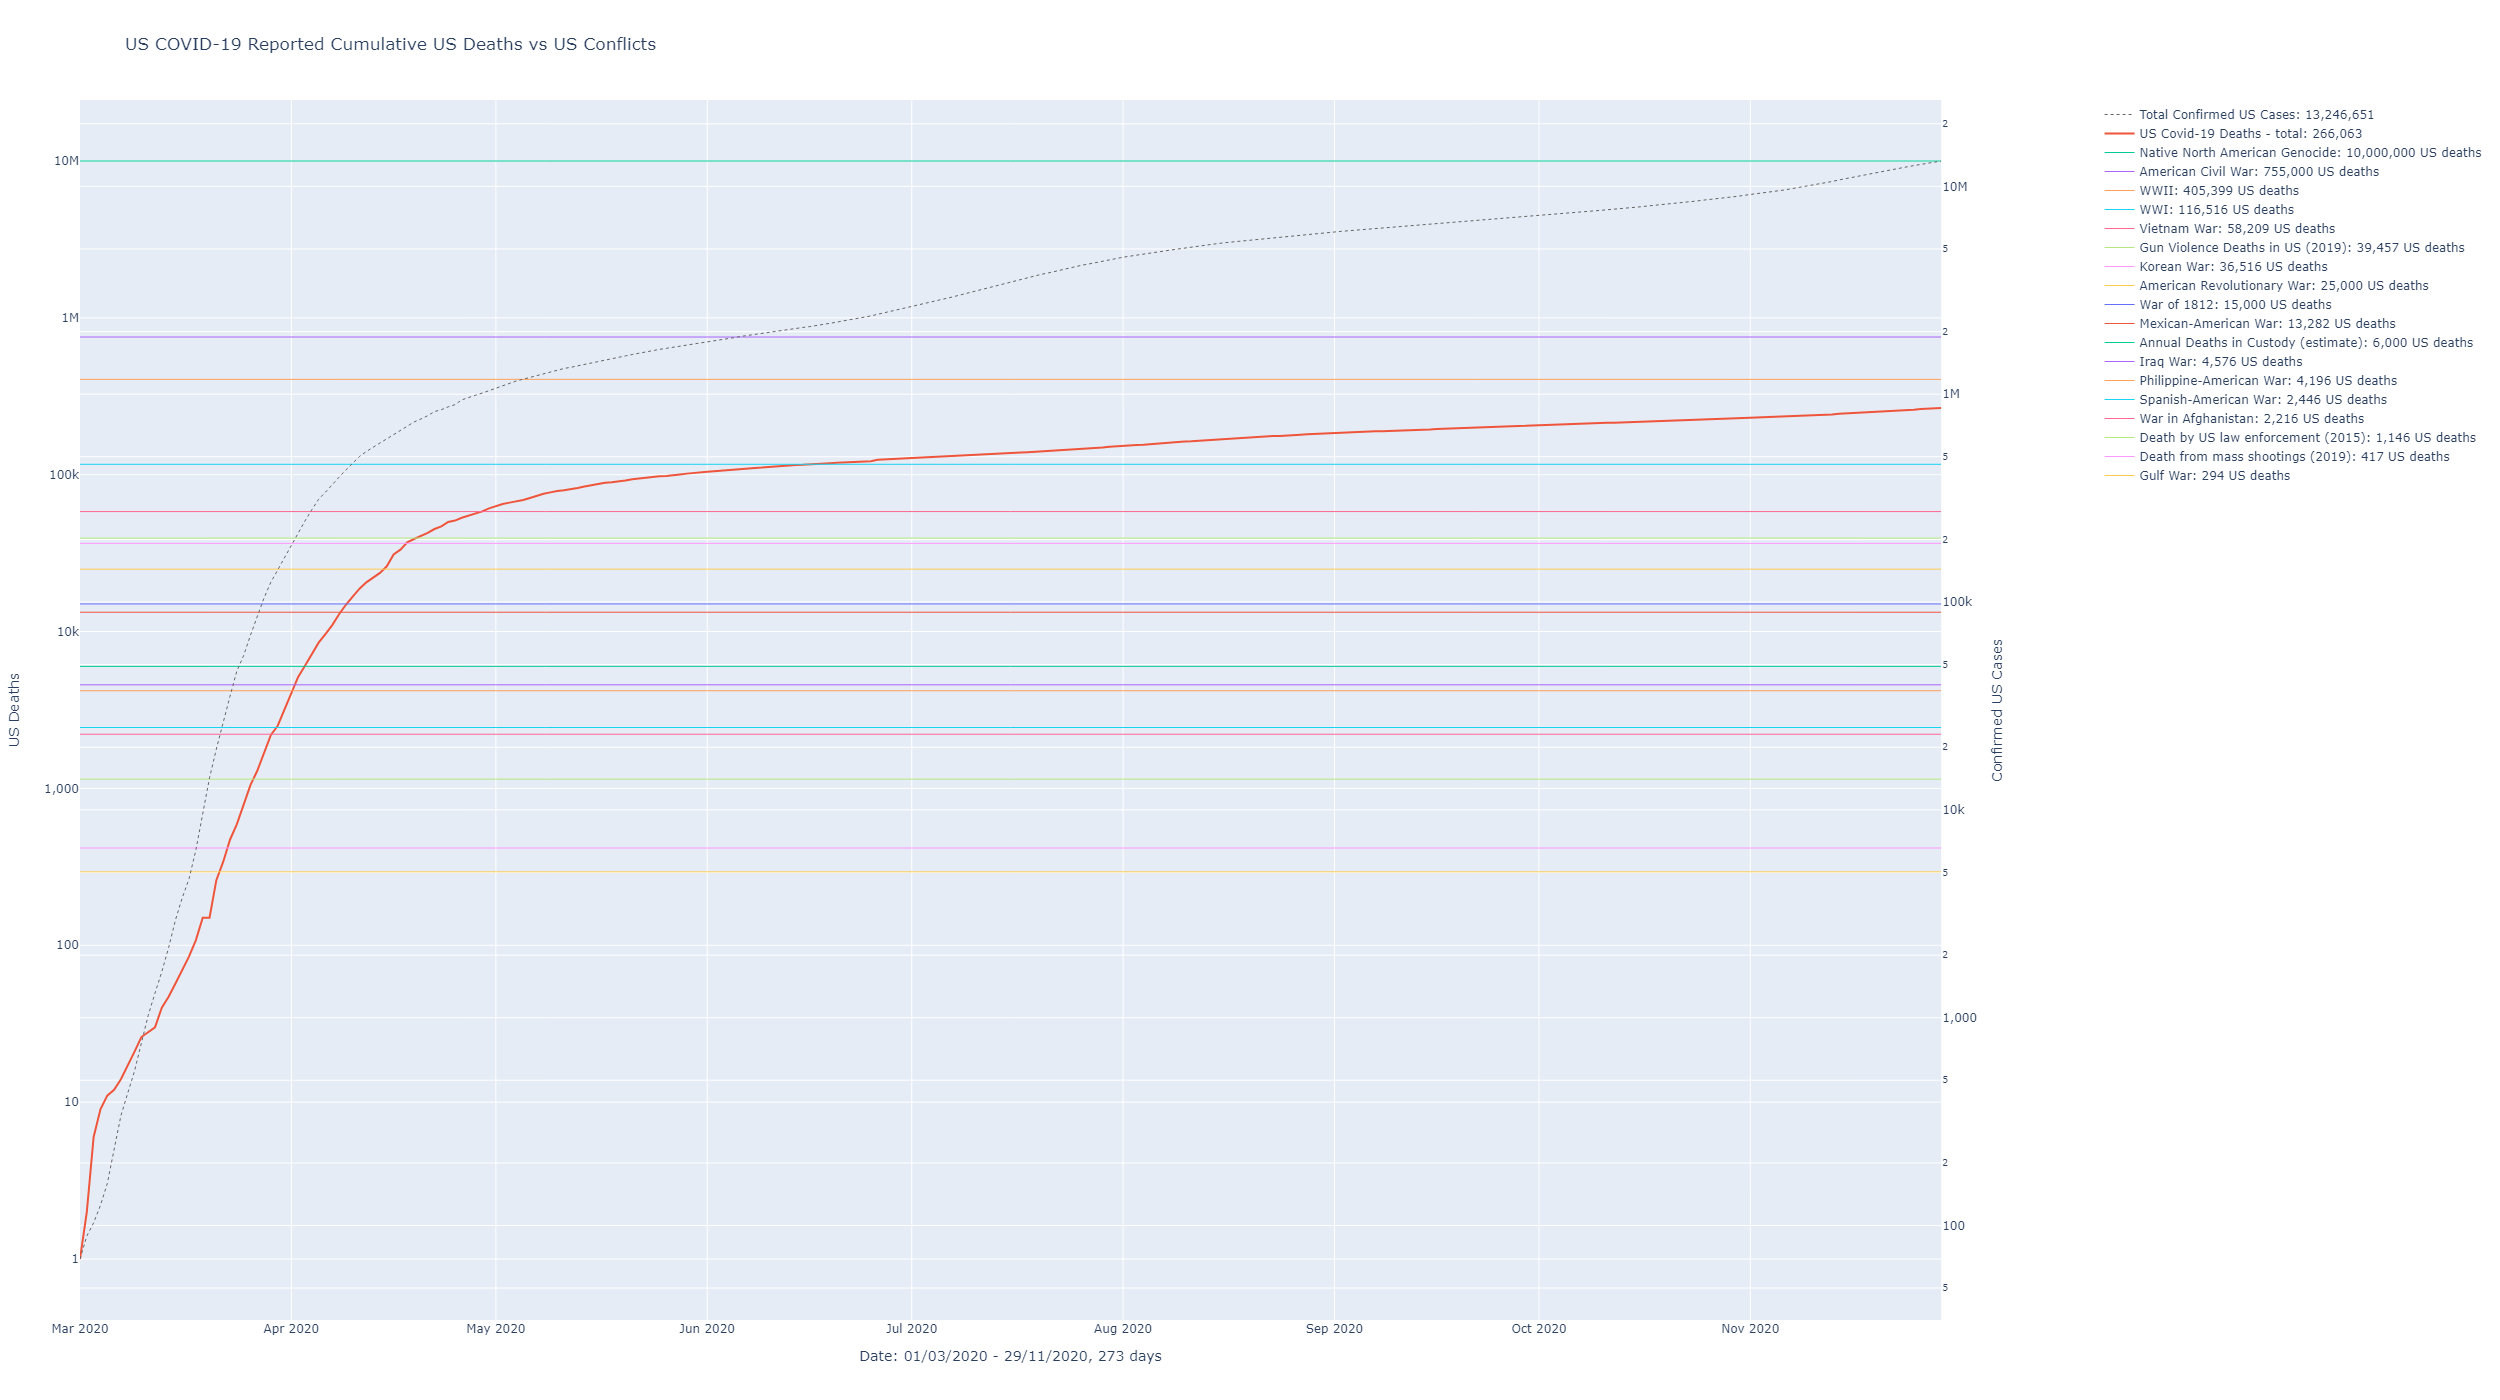 US COVID-19 Reported Cumulative US Deaths vs US Conflicts
10M
1M
100k
10k
1,000
100
10
1
US Deaths
2
10M
5
2
1M
5
2
100k
5
2
10k
5
2
1,000
5
2
100
5
Confirmed US Cases
Mar 2020 Apr 2020 May 2020 Jun 2020 Jul 2020 Aug 2020 Sep 2020 Oct 2020 Nov 2020
Date: 01/03/2020 - 29/11/2020, 273 days
Total Confirmed US Cases: 13,246,651
US Covid-19 Deaths - total: 266,063
Native North American Genocide: 10,000,000 US deaths
American Civil War: 755,000 US deaths
WWII: 405,399 US deaths
WWI: 116,516 US deaths
Vietnam War: 58,209 US deaths
Gun Violence Deaths in US (2019): 39,457 US deaths
Korean War: 36,516 US deaths
American Revolutionary War: 25,000 US deaths
War of 1812: 15,000 US deaths
Mexican-American War: 13,282 US deaths
Annual Deaths in Custody (estimate): 6,000 US deaths
Iraq War: 4,576 US deaths
Philippine-American War: 4,196 US deaths
Spanish-American War: 2,446 US deaths
War in Afghanistan: 2,216 US deaths
Death by US law enforcement (2015): 1,146 US deaths
Death from mass shootings (2019): 417 US deaths
Gulf War: 294 US deaths